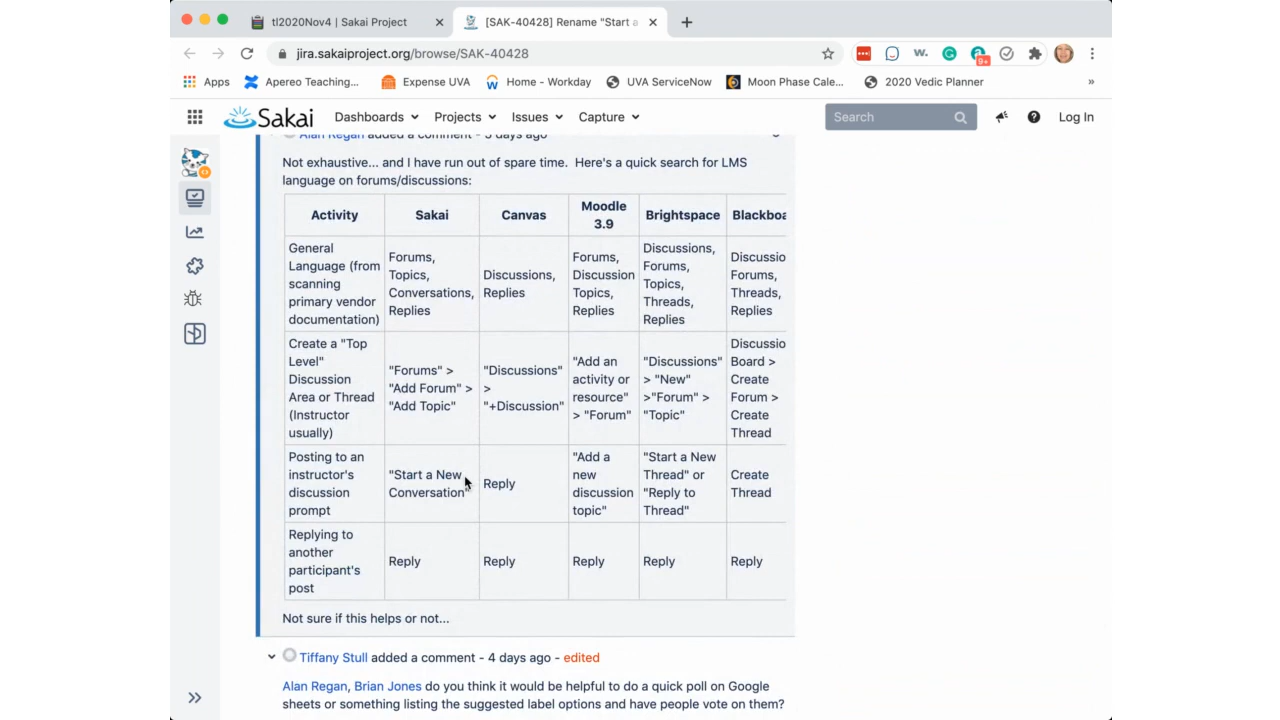 tl2020Nov4 | Sakai Project
[SAK-40428] Rename "Start a
jira.sakaiproject.org/browse/SAK-40428
w.
9+
Apps
Apereo Teaching...
Expense UVA
Home - Workday
UVA ServiceNow
Moon Phase Cale...
2020 Vedic Planner
»
Sakai
Dashboards
Projects
Issues
Capture
Search
Log In
Alan Regan added a comment - 5 days ago
Not exhaustive... and I have run out of spare time. Here's a quick search for LMS
language on forums/discussions:
Activity
Sakai
Canvas
Moodle
3.9
Brightspace
Blackboa
General
Language (from
scanning
primary vendor
documentation)
Forums,
Topics,
Conversations,
Replies
Discussions,
Replies
Forums,
Discussion
Topics,
Replies
Discussions,
Forums,
Topics,
Threads,
Replies
Discussio
Forums,
Threads,
Replies
Create a "Top
Level"
Discussion
Area or Thread
(Instructor
usually)
"Forums" >
"Add Forum" >
"Add Topic"
"Discussions"
>
"+Discussion"
"Add an
activity or
resource"
> "Forum"
"Discussions"
> "New"
>"Forum" >
"Topic"
Discussio
Board >
Create
Forum >
Create
Thread
Posting to an
instructor's
discussion
prompt
"Start a New
Conversation"
Reply
"Add a
new
discussion
topic"
"Start a New
Thread" or
"Reply to
Thread"
Create
Thread
Replying to
another
participant's
post
Reply
Reply
Reply
Reply
Reply
Not sure if this helps or not...
Tiffany Stull added a comment - 4 days ago - edited
Alan Regan, Brian Jones do you think it would be helpful to do a quick poll on Google
sheets or something listing the suggested label options and have people vote on them?